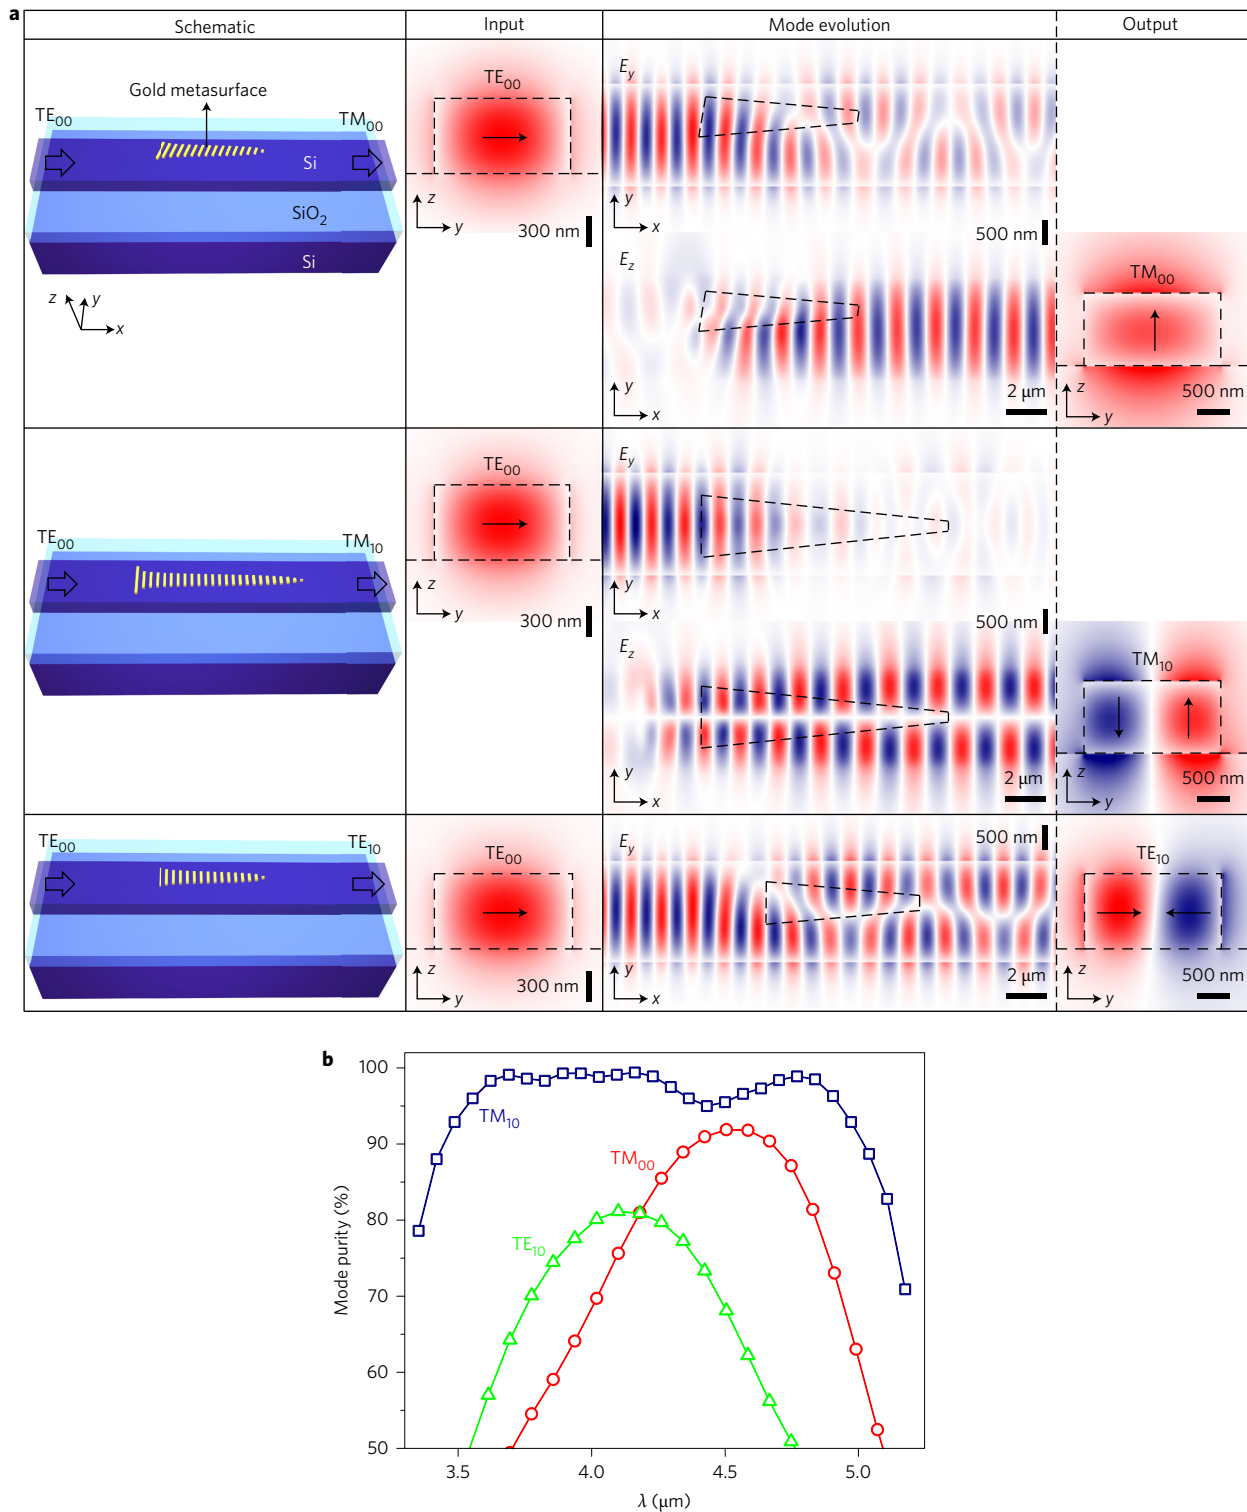 a
Schematic Input Mode evolution Output
Gold metasurface
TE00 TM00
Si
SiO2
Si
z y x
TE00
z y
300 nm
Ey
y x
500 nm
Ez
y x
2 µm
TM00
z y
500 nm
TE00 TM10
TE00
z y
300 nm
Ey
500 nm
Ez
y x
2 µm
TM10
z y
500 nm
TE00 TE10
TE00
z y
300 nm
Ey
500 nm
y x
2 µm
TE10
z y
500 nm
b
Mode purity (%)
100
90
80
70
60
50
TM10
TM00
TE10
3.5 4.0 4.5 5.0
λ (µm)